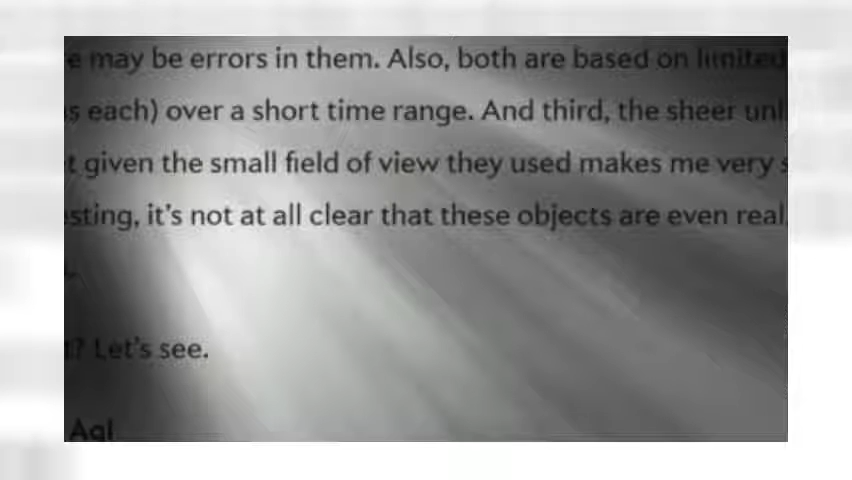 e may be errors in them. Also, both are based on limited
s each) over a short time range. And third, the sheer unl
t given the small field of view they used makes me very s
sting, it's not at all clear that these objects are even real,
? Let's see.
Aql